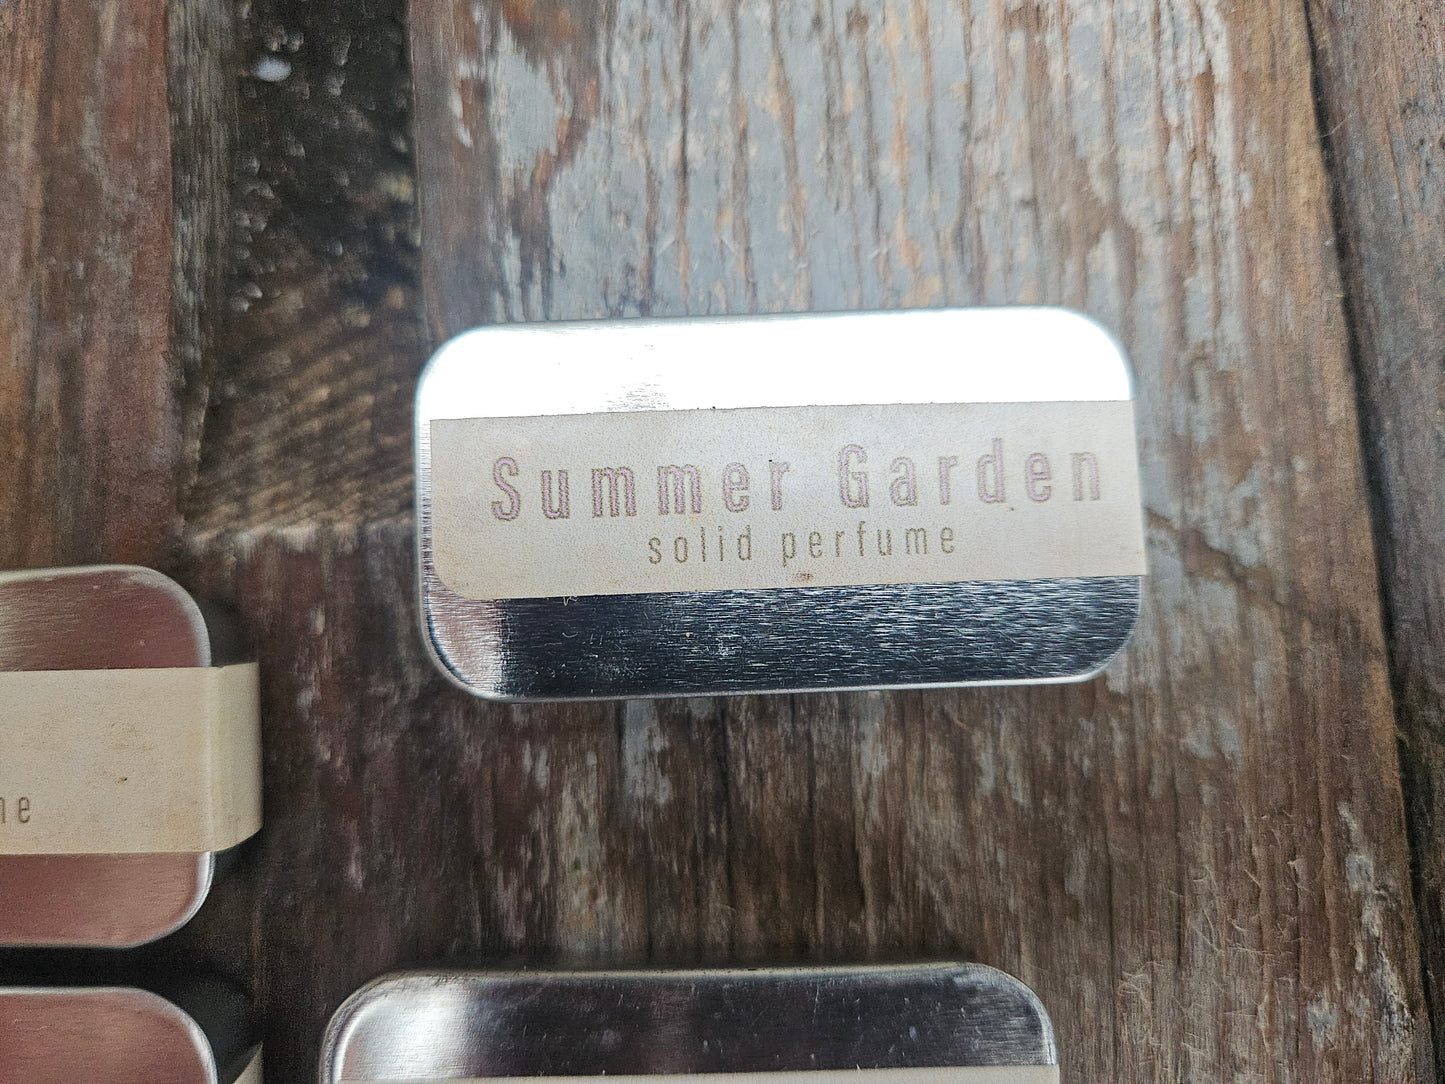 Summer Garden
solid perfume